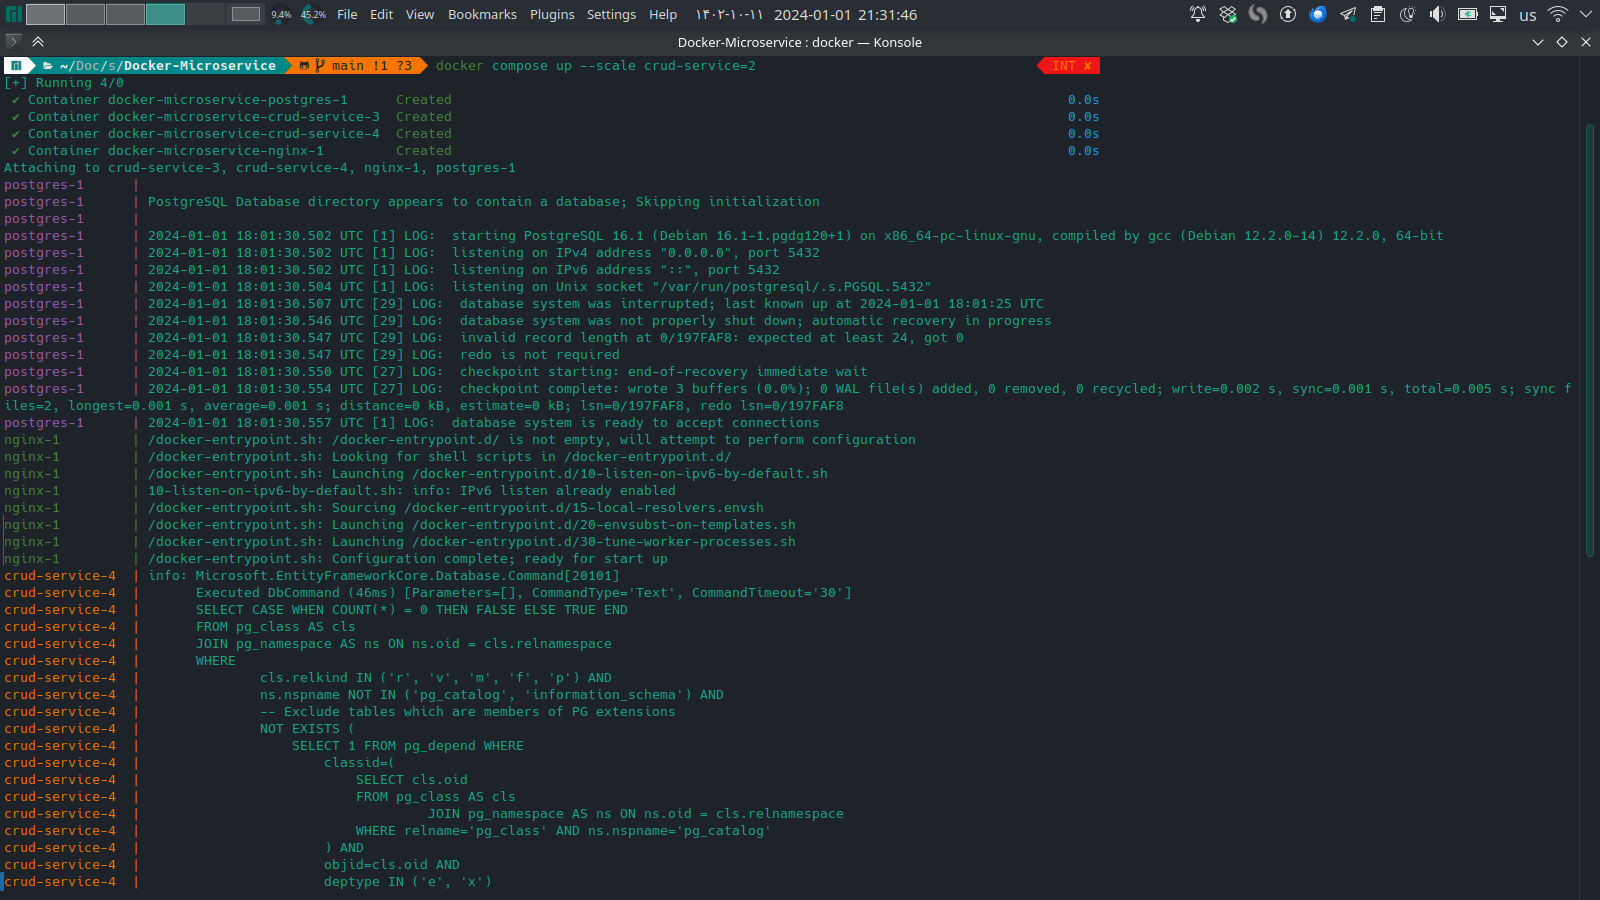 9.4% 45.2% File Edit View Bookmarks Plugins Settings Help ۱۴۰۲-۱۰-۱۱ 2024-01-01 21:31:46 us
Docker-Microservice : docker — Konsole
~/Doc/s/Docker-Microservice main !1 ?3 docker compose up --scale crud-service=2 INT ✘
[+] Running 4/0
✔ Container docker-microservice-postgres-1 Created 0.0s
✔ Container docker-microservice-crud-service-3 Created 0.0s
✔ Container docker-microservice-crud-service-4 Created 0.0s
✔ Container docker-microservice-nginx-1 Created 0.0s
Attaching to crud-service-3, crud-service-4, nginx-1, postgres-1
postgres-1 |
postgres-1 | PostgreSQL Database directory appears to contain a database; Skipping initialization
postgres-1 |
postgres-1 | 2024-01-01 18:01:30.502 UTC [1] LOG: starting PostgreSQL 16.1 (Debian 16.1-1.pgdg120+1) on x86_64-pc-linux-gnu, compiled by gcc (Debian 12.2.0-14) 12.2.0, 64-bit
postgres-1 | 2024-01-01 18:01:30.502 UTC [1] LOG: listening on IPv4 address "0.0.0.0", port 5432
postgres-1 | 2024-01-01 18:01:30.502 UTC [1] LOG: listening on IPv6 address "::", port 5432
postgres-1 | 2024-01-01 18:01:30.504 UTC [1] LOG: listening on Unix socket "/var/run/postgresql/.s.PGSQL.5432"
postgres-1 | 2024-01-01 18:01:30.507 UTC [29] LOG: database system was interrupted; last known up at 2024-01-01 18:01:25 UTC
postgres-1 | 2024-01-01 18:01:30.546 UTC [29] LOG: database system was not properly shut down; automatic recovery in progress
postgres-1 | 2024-01-01 18:01:30.547 UTC [29] LOG: invalid record length at 0/197FAF8: expected at least 24, got 0
postgres-1 | 2024-01-01 18:01:30.547 UTC [29] LOG: redo is not required
postgres-1 | 2024-01-01 18:01:30.550 UTC [27] LOG: checkpoint starting: end-of-recovery immediate wait
postgres-1 | 2024-01-01 18:01:30.554 UTC [27] LOG: checkpoint complete: wrote 3 buffers (0.0%); 0 WAL file(s) added, 0 removed, 0 recycled; write=0.002 s, sync=0.001 s, total=0.005 s; sync f
iles=2, longest=0.001 s, average=0.001 s; distance=0 kB, estimate=0 kB; lsn=0/197FAF8, redo lsn=0/197FAF8
postgres-1 | 2024-01-01 18:01:30.557 UTC [1] LOG: database system is ready to accept connections
nginx-1 | /docker-entrypoint.sh: /docker-entrypoint.d/ is not empty, will attempt to perform configuration
nginx-1 | /docker-entrypoint.sh: Looking for shell scripts in /docker-entrypoint.d/
nginx-1 | /docker-entrypoint.sh: Launching /docker-entrypoint.d/10-listen-on-ipv6-by-default.sh
nginx-1 | 10-listen-on-ipv6-by-default.sh: info: IPv6 listen already enabled
nginx-1 | /docker-entrypoint.sh: Sourcing /docker-entrypoint.d/15-local-resolvers.envsh
nginx-1 | /docker-entrypoint.sh: Launching /docker-entrypoint.d/20-envsubst-on-templates.sh
nginx-1 | /docker-entrypoint.sh: Launching /docker-entrypoint.d/30-tune-worker-processes.sh
nginx-1 | /docker-entrypoint.sh: Configuration complete; ready for start up
crud-service-4 | info: Microsoft.EntityFrameworkCore.Database.Command[20101]
crud-service-4 | Executed DbCommand (46ms) [Parameters=[], CommandType='Text', CommandTimeout='30']
crud-service-4 | SELECT CASE WHEN COUNT(*) = 0 THEN FALSE ELSE TRUE END
crud-service-4 | FROM pg_class AS cls
crud-service-4 | JOIN pg_namespace AS ns ON ns.oid = cls.relnamespace
crud-service-4 | WHERE
crud-service-4 | cls.relkind IN ('r', 'v', 'm', 'f', 'p') AND
crud-service-4 | ns.nspname NOT IN ('pg_catalog', 'information_schema') AND
crud-service-4 | -- Exclude tables which are members of PG extensions
crud-service-4 | NOT EXISTS (
crud-service-4 | SELECT 1 FROM pg_depend WHERE
crud-service-4 | classid=(
crud-service-4 | SELECT cls.oid
crud-service-4 | FROM pg_class AS cls
crud-service-4 | JOIN pg_namespace AS ns ON ns.oid = cls.relnamespace
crud-service-4 | WHERE relname='pg_class' AND ns.nspname='pg_catalog'
crud-service-4 | ) AND
crud-service-4 | objid=cls.oid AND
crud-service-4 | deptype IN ('e', 'x')